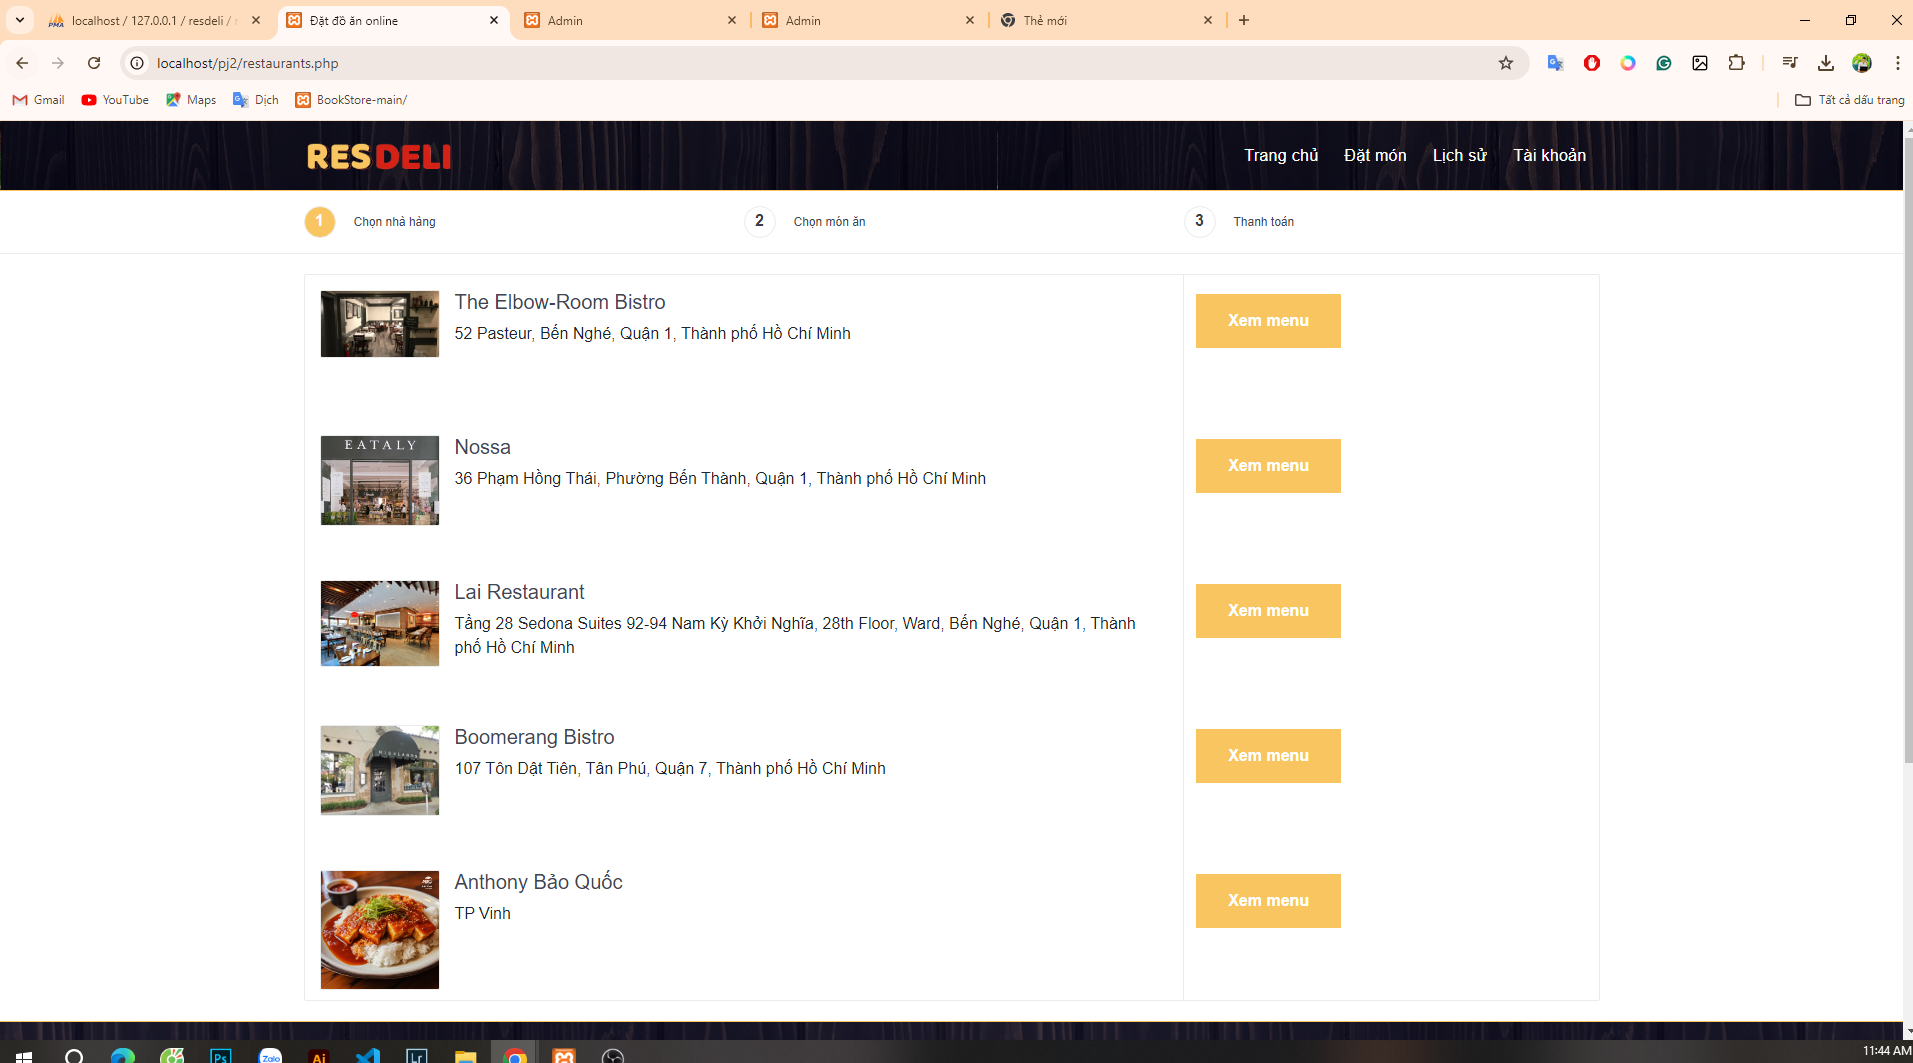 localhost / 127.0.0.1 / resdeli / r
Đặt đồ ăn online
Admin
Admin
Thẻ mới
localhost/pj2/restaurants.php
Gmail
YouTube
Maps
Dịch
BookStore-main/
Tất cả dấu trang
RES DELI
Trang chủ
Đặt món
Lịch sử
Tài khoản
1 Chọn nhà hàng
2 Chọn món ăn
3 Thanh toán
The Elbow-Room Bistro
52 Pasteur, Bến Nghé, Quận 1, Thành phố Hồ Chí Minh
Xem menu
EATALY
Nossa
36 Phạm Hồng Thái, Phường Bến Thành, Quận 1, Thành phố Hồ Chí Minh
Xem menu
Lai Restaurant
Tầng 28 Sedona Suites 92-94 Nam Kỳ Khởi Nghĩa, 28th Floor, Ward, Bến Nghé, Quận 1, Thành
phố Hồ Chí Minh
Xem menu
Boomerang Bistro
107 Tôn Dật Tiên, Tân Phú, Quận 7, Thành phố Hồ Chí Minh
Xem menu
Anthony Bảo Quốc
TP Vinh
Xem menu
Ps
Zalo
Ai
Lr
11:44 AM